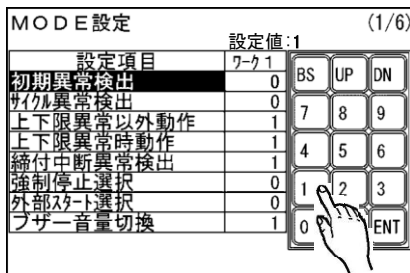 MODE設定 (1/6)
設定値:1
設定項目 ワーク1
初期異常検出 0
サイクル異常検出 0
上下限異常以外動作 1
上下限異常時動作 1
締付中断異常検出 1
強制停止選択 0
外部スタート選択 0
ブザー音量切換 1
BS UP DN
7 8 9
4 5 6
1 2 3
0 ENT